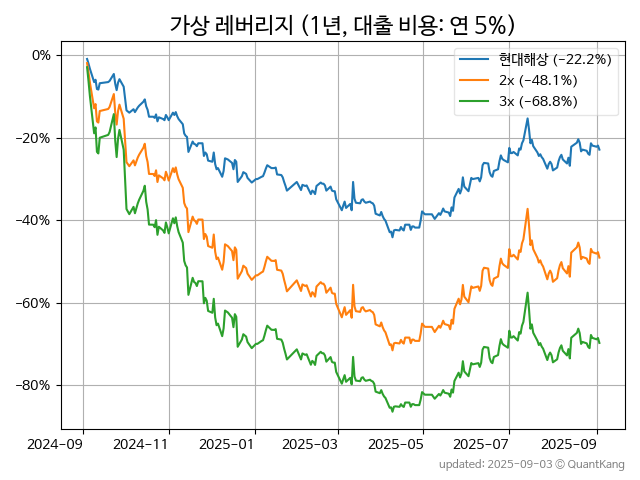 가상 레버리지 (1년, 대출 비용: 연 5%)
현대해상 (−22.2%)
2x (−48.1%)
3x (−68.8%)
0%
−20%
−40%
−60%
−80%
2024−09 2024−11 2025−01 2025−03 2025−05 2025−07 2025−09
updated: 2025−09−03 © QuantKang